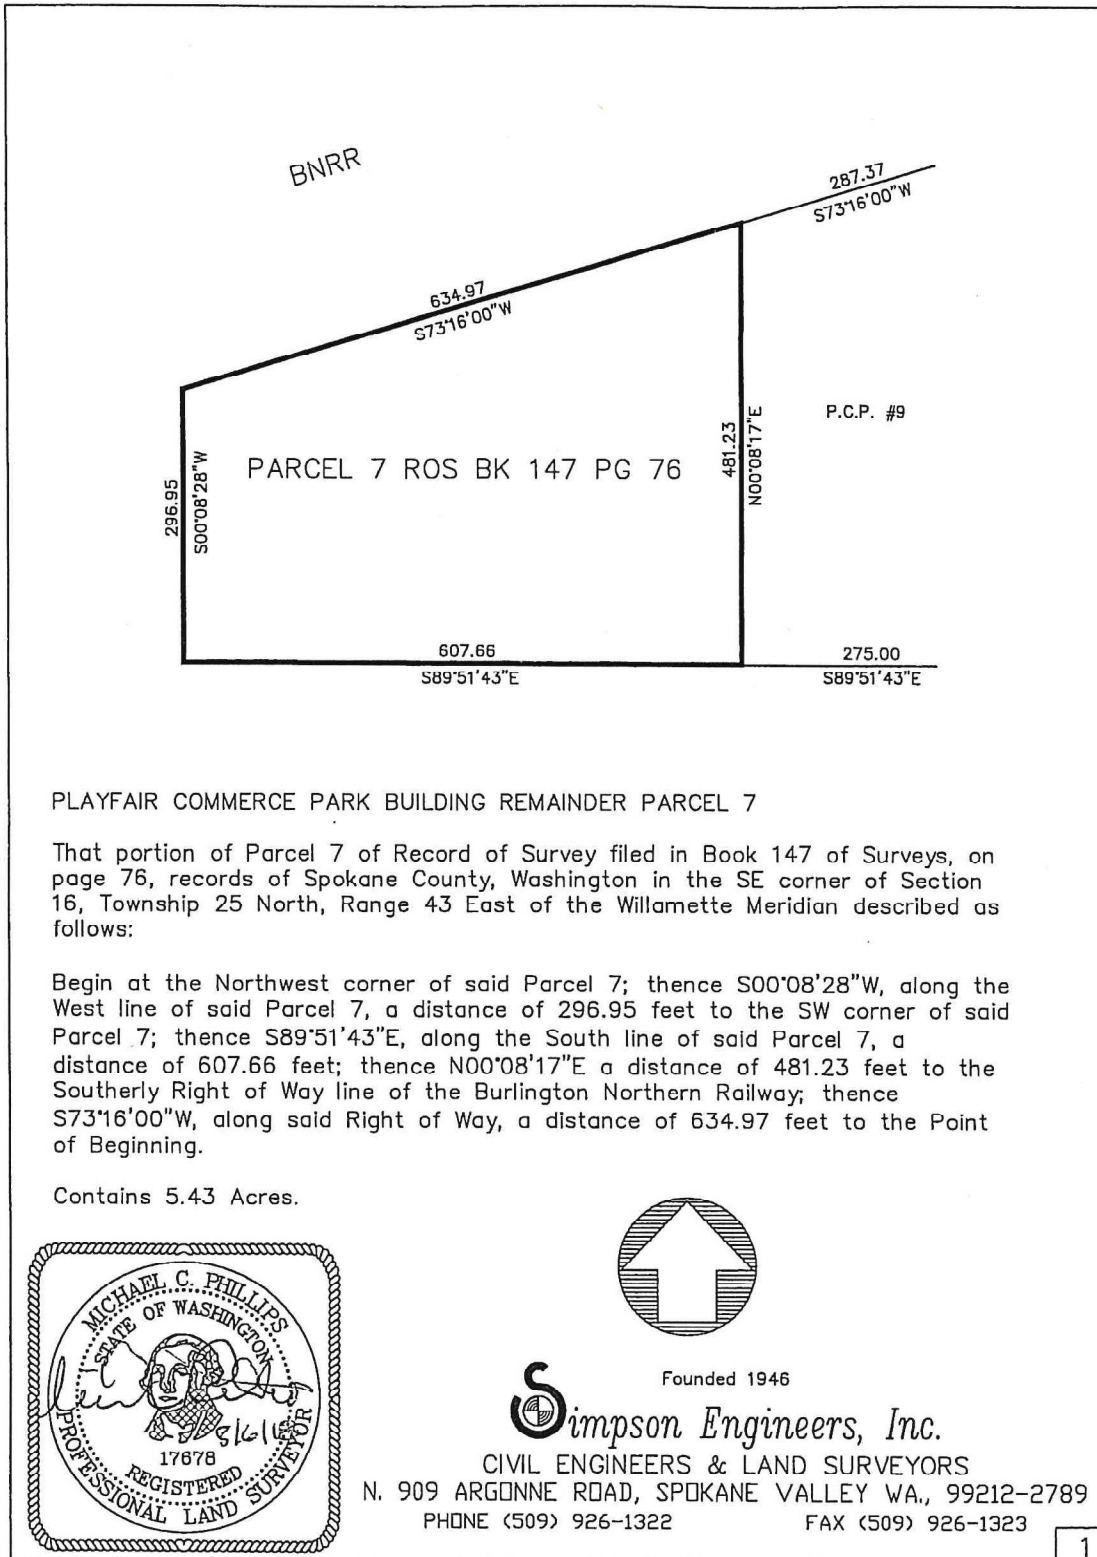 BNRR
287.37
S73°16'00"W
634.97
S73°16'00"W
P.C.P. #9
481.23
N00°08'17"E
PARCEL 7 ROS BK 147 PG 76
296.95
S00°08'28"W
607.66
S89°51'43"E
275.00
S89°51'43"E
PLAYFAIR COMMERCE PARK BUILDING REMAINDER PARCEL 7
That portion of Parcel 7 of Record of Survey filed in Book 147 of Surveys, on
page 76, records of Spokane County, Washington in the SE corner of Section
16, Township 25 North, Range 43 East of the Willamette Meridian described as
follows:
Begin at the Northwest corner of said Parcel 7; thence S00°08'28"W, along the
West line of said Parcel 7, a distance of 296.95 feet to the SW corner of said
Parcel 7; thence S89°51'43"E, along the South line of said Parcel 7, a
distance of 607.66 feet; thence N00°08'17"E a distance of 481.23 feet to the
Southerly Right of Way line of the Burlington Northern Railway; thence
S73°16'00"W, along said Right of Way, a distance of 634.97 feet to the Point
of Beginning.
Contains 5.43 Acres.
MICHAEL C. PHILLIPS
STATE OF WASHINGTON
17678
REGISTERED
PROFESSIONAL LAND SURVEYOR
Founded 1946
Simpson Engineers, Inc.
CIVIL ENGINEERS & LAND SURVEYORS
N. 909 ARGONNE ROAD, SPOKANE VALLEY WA., 99212-2789
PHONE (509) 926-1322 FAX (509) 926-1323
1